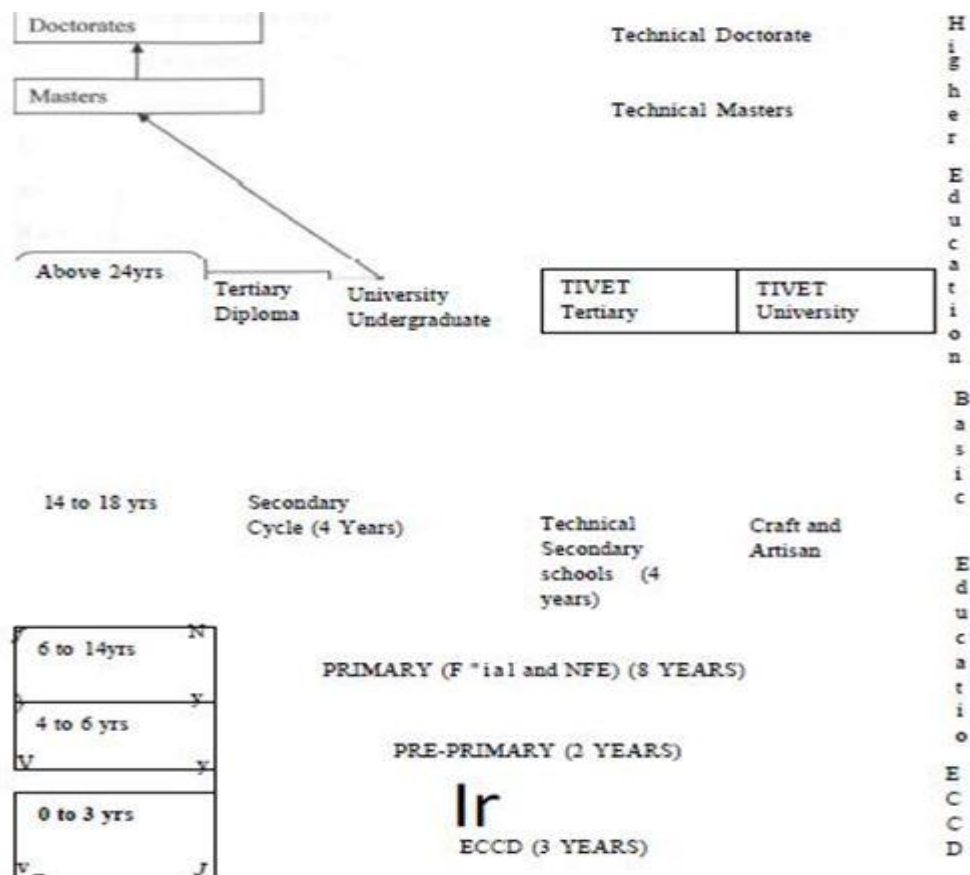 Doctorates
Technical Doctorate
Masters
Technical Masters
Higher Education
Above 24yrs
Tertiary
Diploma
University
Undergraduate
TIVET
Tertiary
TIVET
University
Basic Educatio
14 to 18 yrs
Secondary
Cycle (4 Years)
Technical
Secondary
schools (4
years)
Craft and
Artisan
N
6 to 14yrs
PRIMARY (F "ial and NFE) (8 YEARS)
y
4 to 6 yrs
PRE-PRIMARY (2 YEARS)
V y
0 to 3 yrs
Ir
ECCD (3 YEARS)
ECCD
v_ J